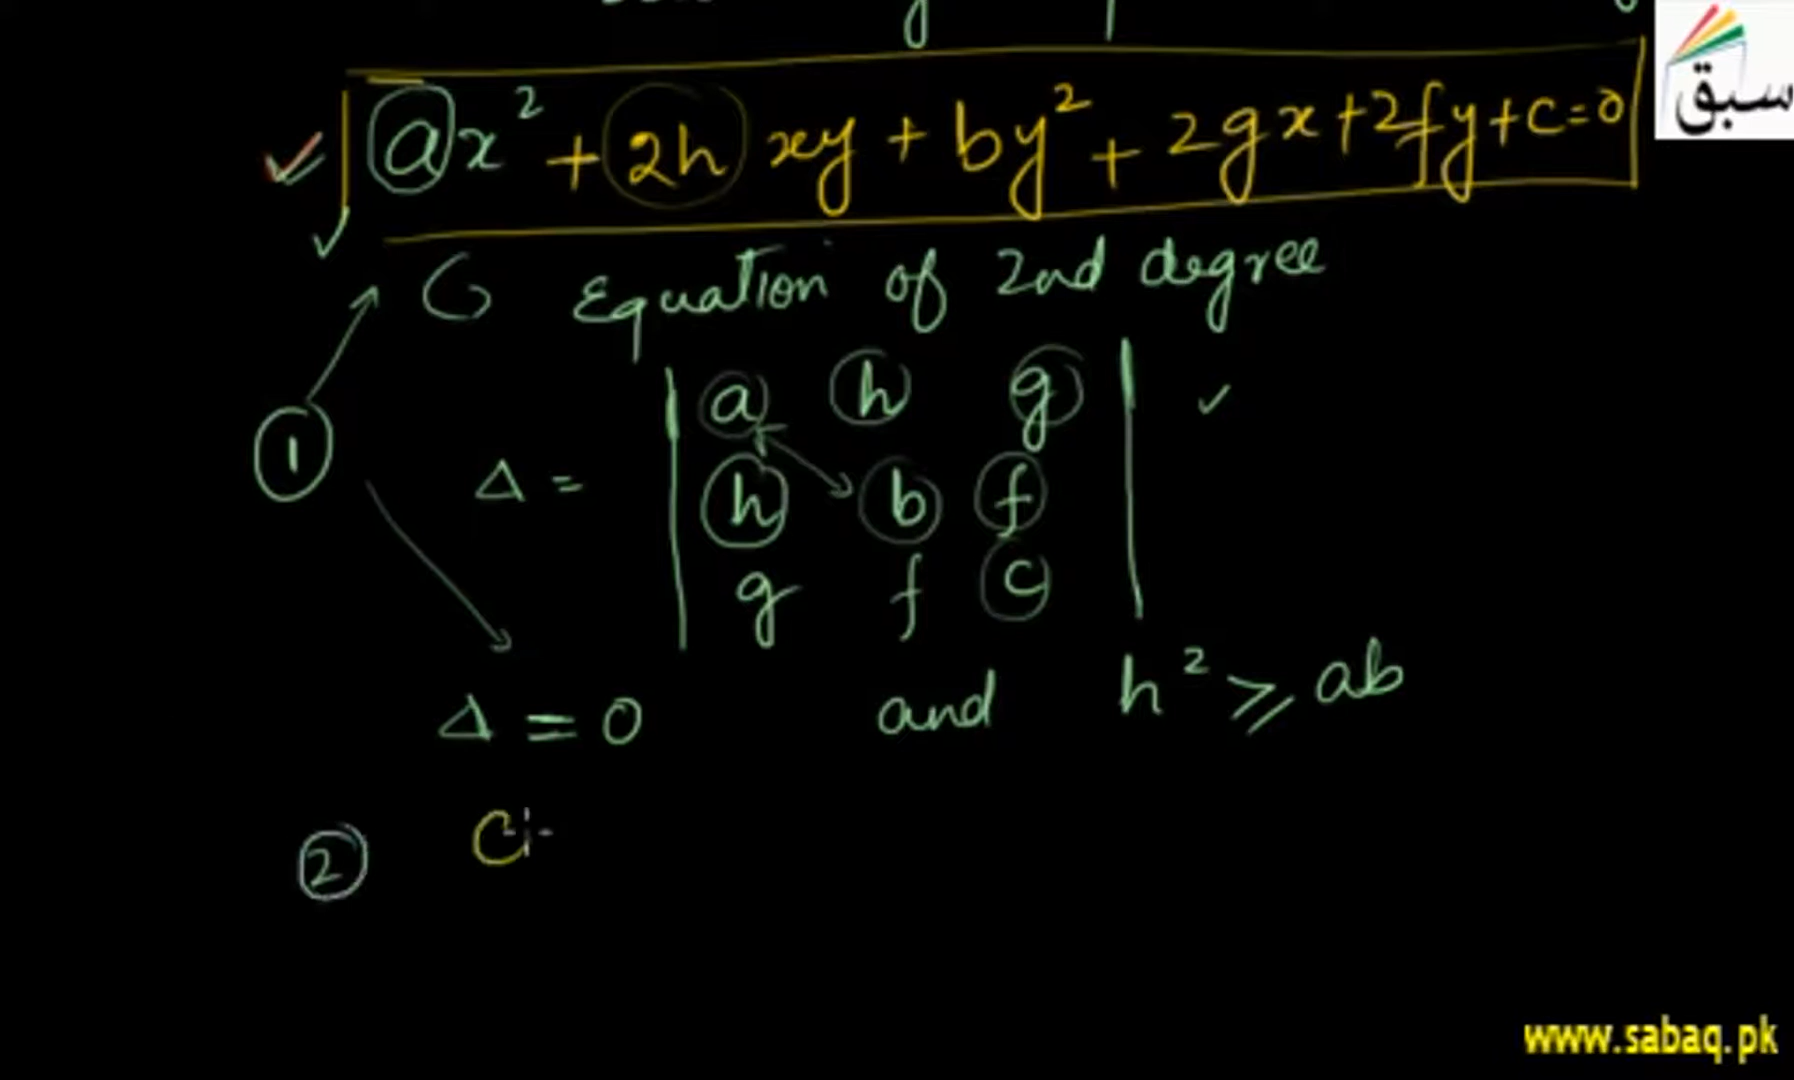 سبق
ax² + 2h xy + by² + 2gx + 2fy + c = 0
G Equation of 2nd degree
①
Δ = | a h g |
| h b f |
| g f c |
Δ = 0 and h² ⩾ ab
② Ci
www.sabaq.pk